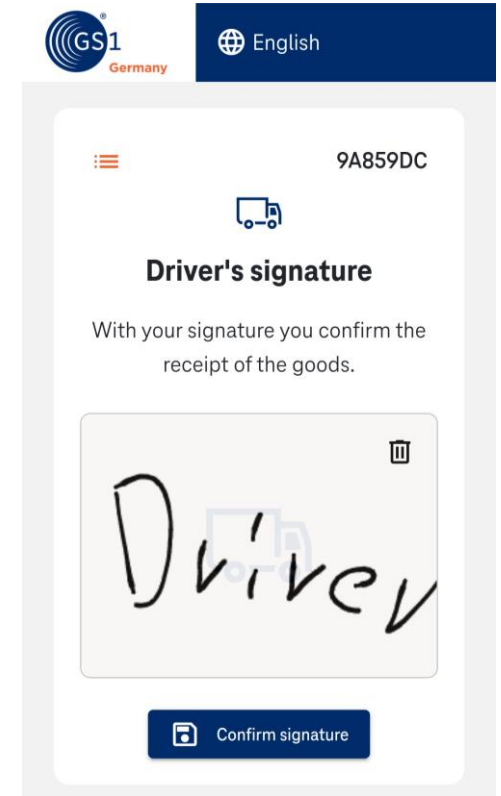 GS1
Germany
English
9A859DC
Driver's signature
With your signature you confirm the
receipt of the goods.
Driver
Confirm signature